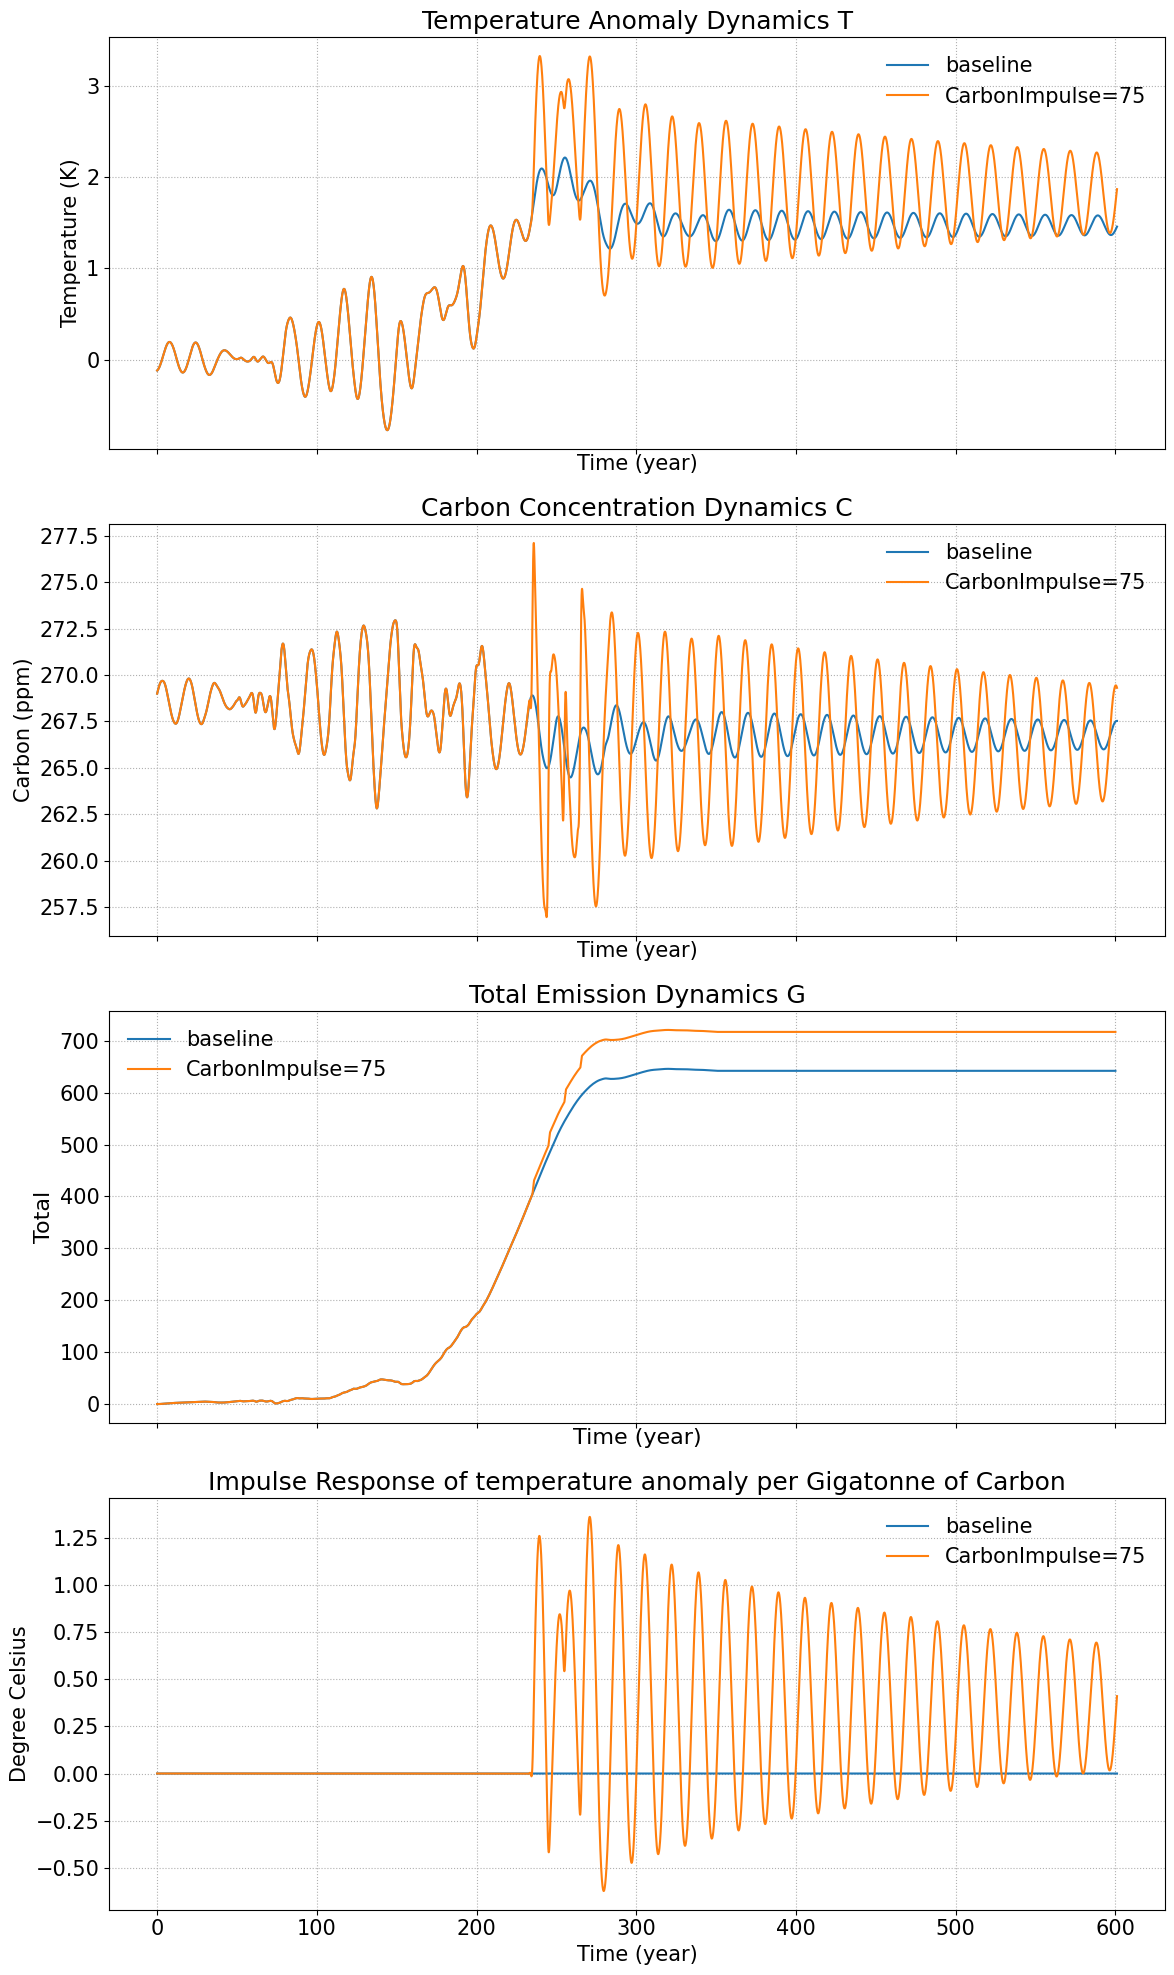 Temperature Anomaly Dynamics T
baseline
CarbonImpulse=75
3
2
1
0
Temperature (K)
Time (year)
Carbon Concentration Dynamics C
baseline
CarbonImpulse=75
277.5
275.0
272.5
270.0
267.5
265.0
262.5
260.0
257.5
Carbon (ppm)
Time (year)
Total Emission Dynamics G
baseline
CarbonImpulse=75
700
600
500
400
300
200
100
0
Total
Time (year)
Impulse Response of temperature anomaly per Gigatonne of Carbon
baseline
CarbonImpulse=75
1.25
1.00
0.75
0.50
0.25
0.00
−0.25
−0.50
Degree Celsius
0 100 200 300 400 500 600
Time (year)